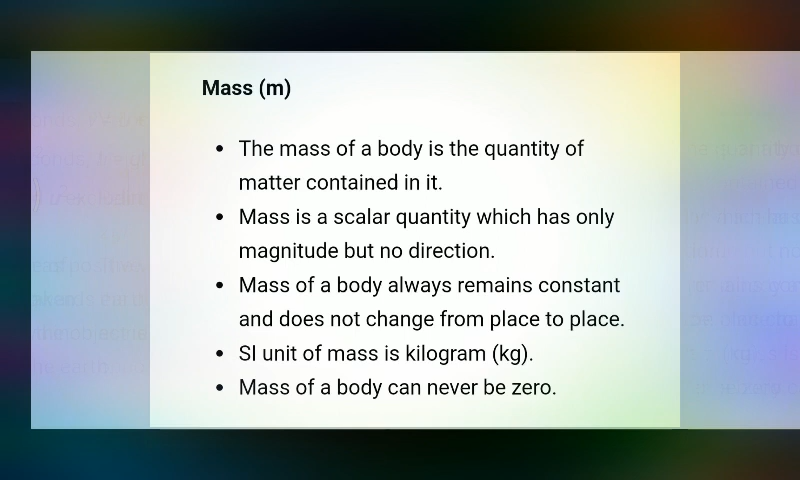 Mass (m)
• The mass of a body is the quantity of
matter contained in it.
• Mass is a scalar quantity which has only
magnitude but no direction.
• Mass of a body always remains constant
and does not change from place to place.
• SI unit of mass is kilogram (kg).
• Mass of a body can never be zero.